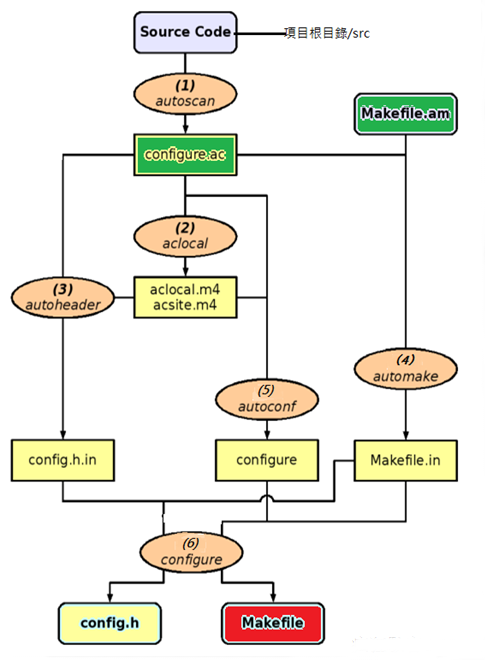 Source Code
項目根目錄/src
(1)
autoscan
Makefile.am
configure.ac
(2)
aclocal
(3)
autoheader
aclocal.m4
acsite.m4
(4)
automake
(5)
autoconf
config.h.in
configure
Makefile.in
(6)
configure
config.h
Makefile